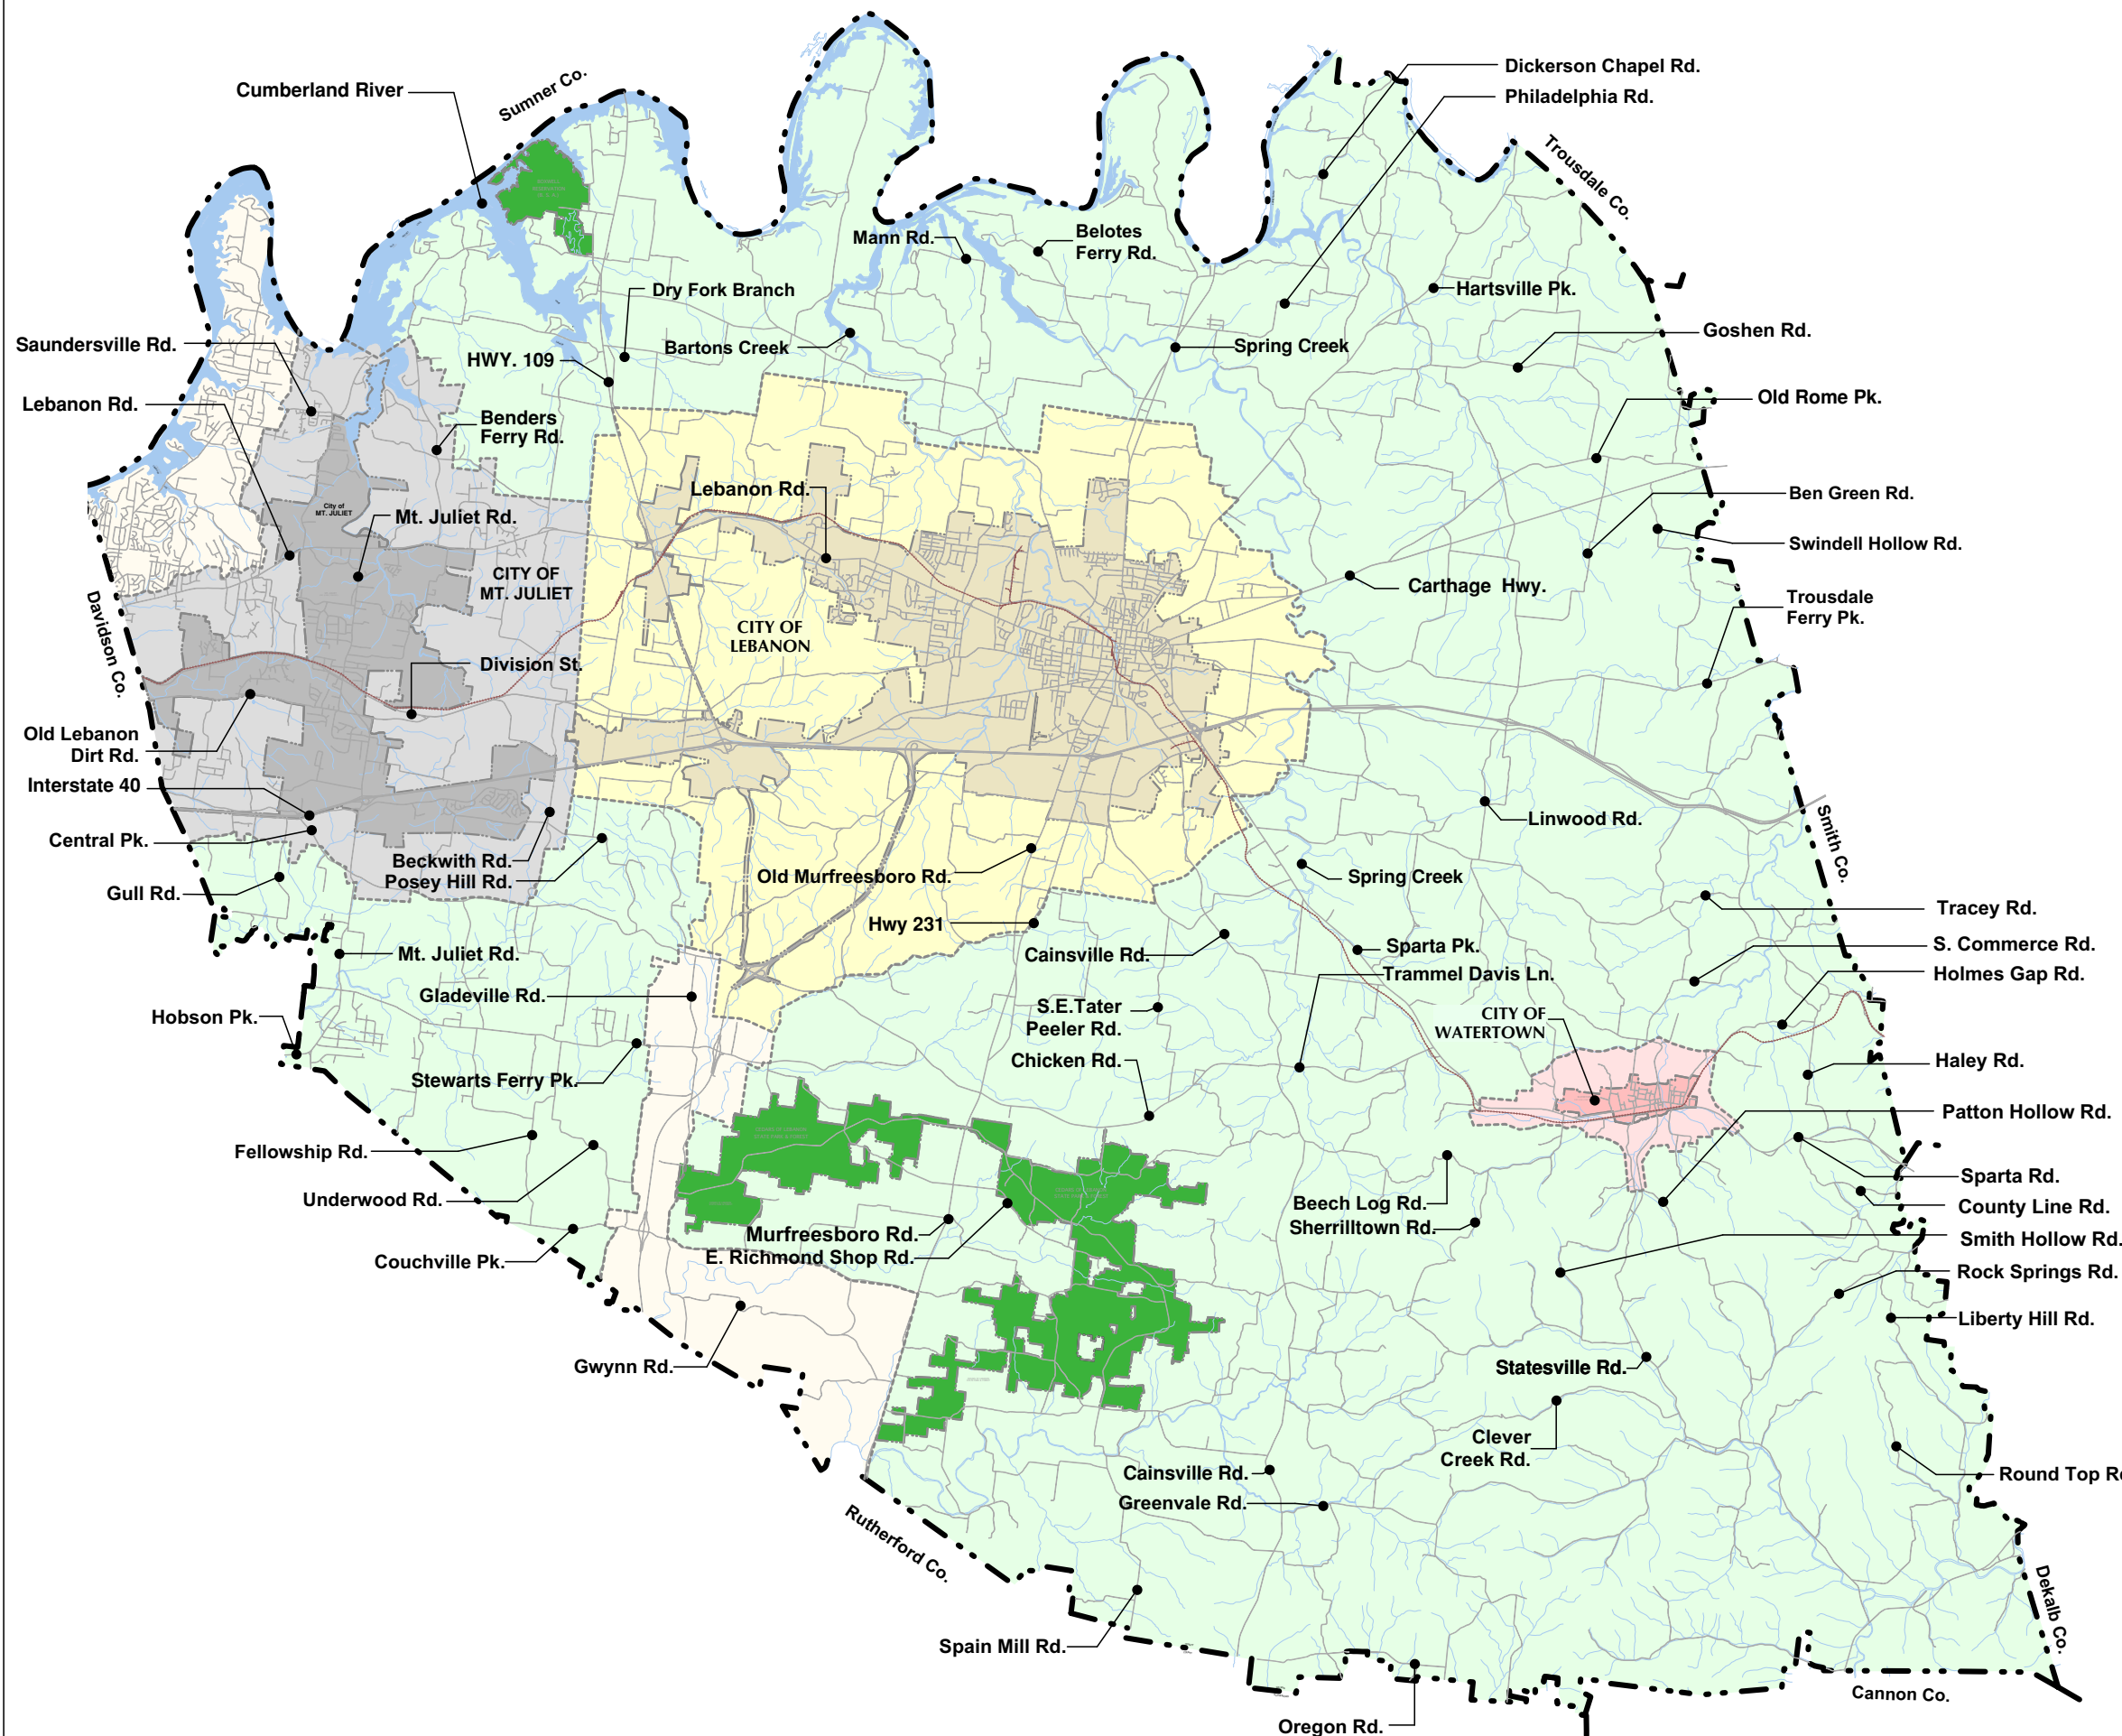 Dickerson Chapel Rd.
Philadelphia Rd.
Cumberland River
Sumner Co.
Trousdale Co.
Mann Rd.
Belotes
Ferry Rd.
Dry Fork Branch
Hartsville Pk.
Saundersville Rd.
HWY. 109
Bartons Creek
Spring Creek
Goshen Rd.
Lebanon Rd.
Benders
Ferry Rd.
Old Rome Pk.
Lebanon Rd.
Ben Green Rd.
City of
MT. JULIET
Mt. Juliet Rd.
Swindell Hollow Rd.
CITY OF
MT. JULIET
Carthage Hwy.
Trousdale
Ferry Pk.
Davidson Co.
CITY OF
LEBANON
Division St.
Old Lebanon
Dirt Rd.
Interstate 40
Central Pk.
Linwood Rd.
Smith Co.
Beckwith Rd.
Posey Hill Rd.
Old Murfreesboro Rd.
Spring Creek
Gull Rd.
Hwy 231
Tracey Rd.
Mt. Juliet Rd.
Cainsville Rd.
Sparta Pk.
S. Commerce Rd.
Trammel Davis Ln.
Holmes Gap Rd.
Gladeville Rd.
S.E.Tater
Peeler Rd.
CITY OF
WATERTOWN
Hobson Pk.
Chicken Rd.
Haley Rd.
Stewarts Ferry Pk.
Patton Hollow Rd.
Fellowship Rd.
Sparta Rd.
Underwood Rd.
Beech Log Rd.
County Line Rd.
Sherrilltown Rd.
Murfreesboro Rd.
E. Richmond Shop Rd.
Smith Hollow Rd.
Couchville Pk.
Rock Springs Rd.
Liberty Hill Rd.
Gwynn Rd.
Statesville Rd.
Clever
Creek Rd.
Cainsville Rd.
Round Top Rd
Greenvale Rd.
Rutherford Co.
Dekalb Co.
Spain Mill Rd.
Cannon Co.
Oregon Rd.